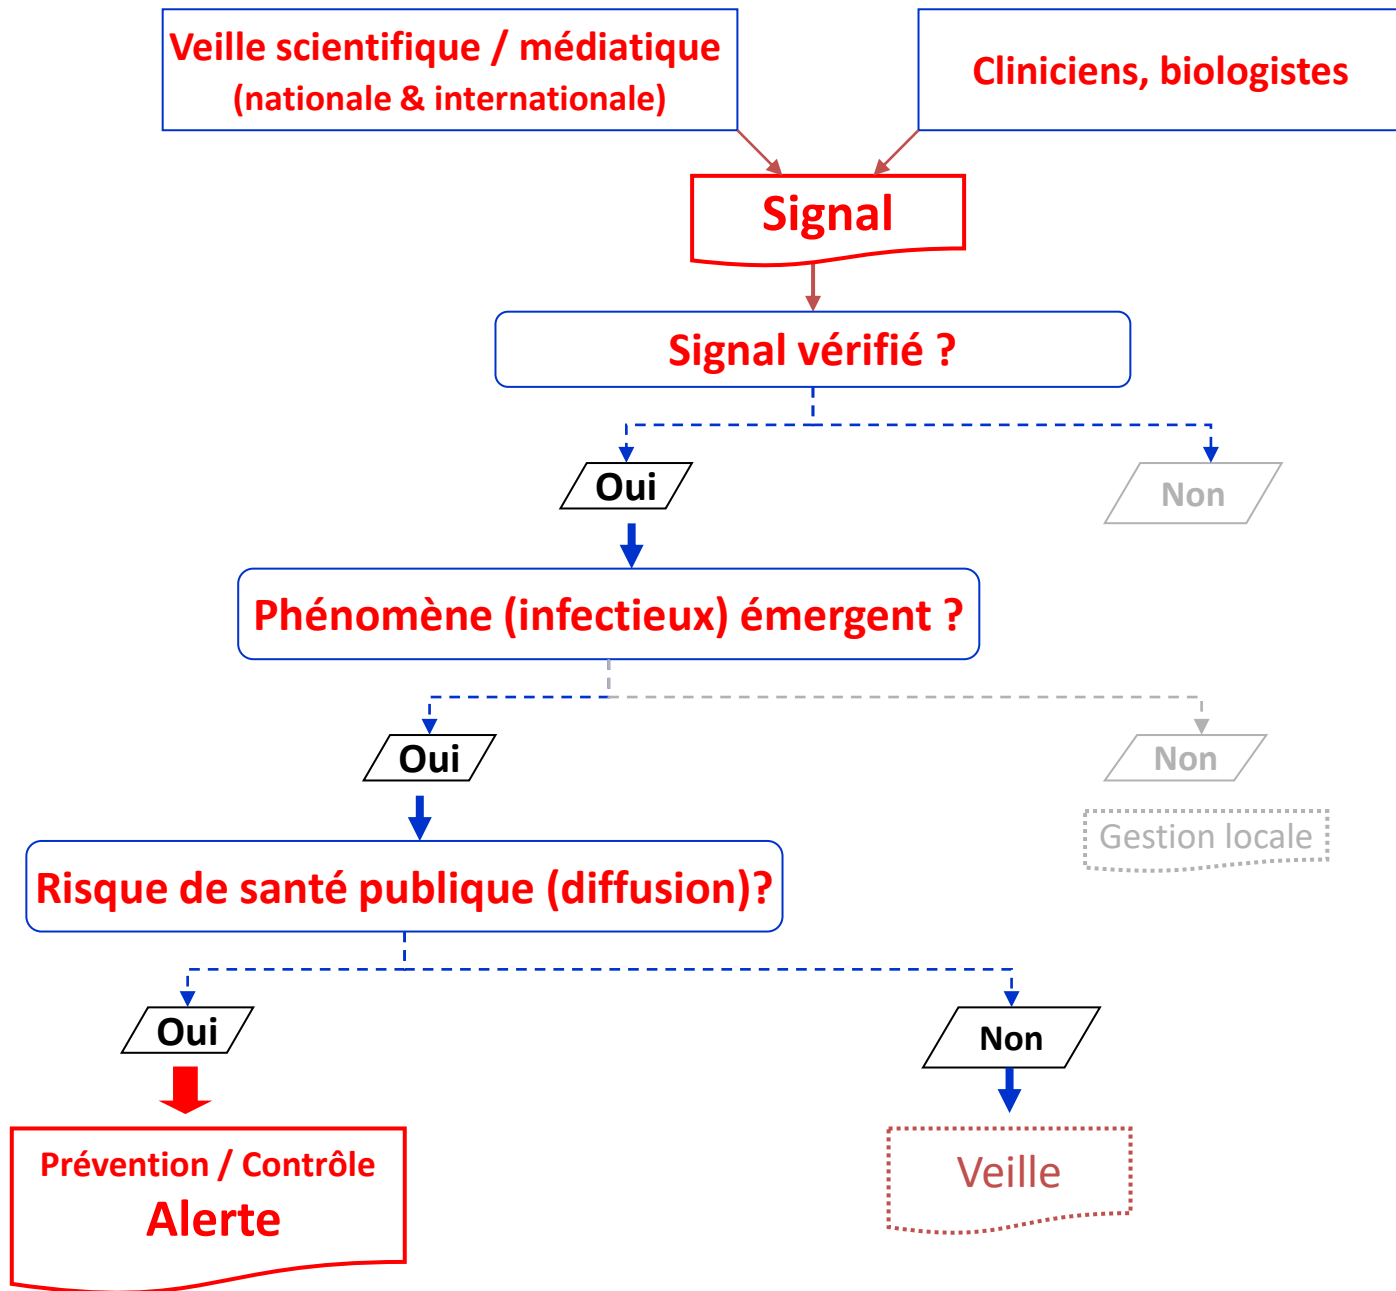 Veille scientifique / médiatique
(nationale & internationale)
Cliniciens, biologistes
Signal
Signal vérifié ?
Oui
Non
Phénomène (infectieux) émergent ?
Oui
Non
Gestion locale
Risque de santé publique (diffusion)?
Oui
Non
Prévention / Contrôle
Alerte
Veille